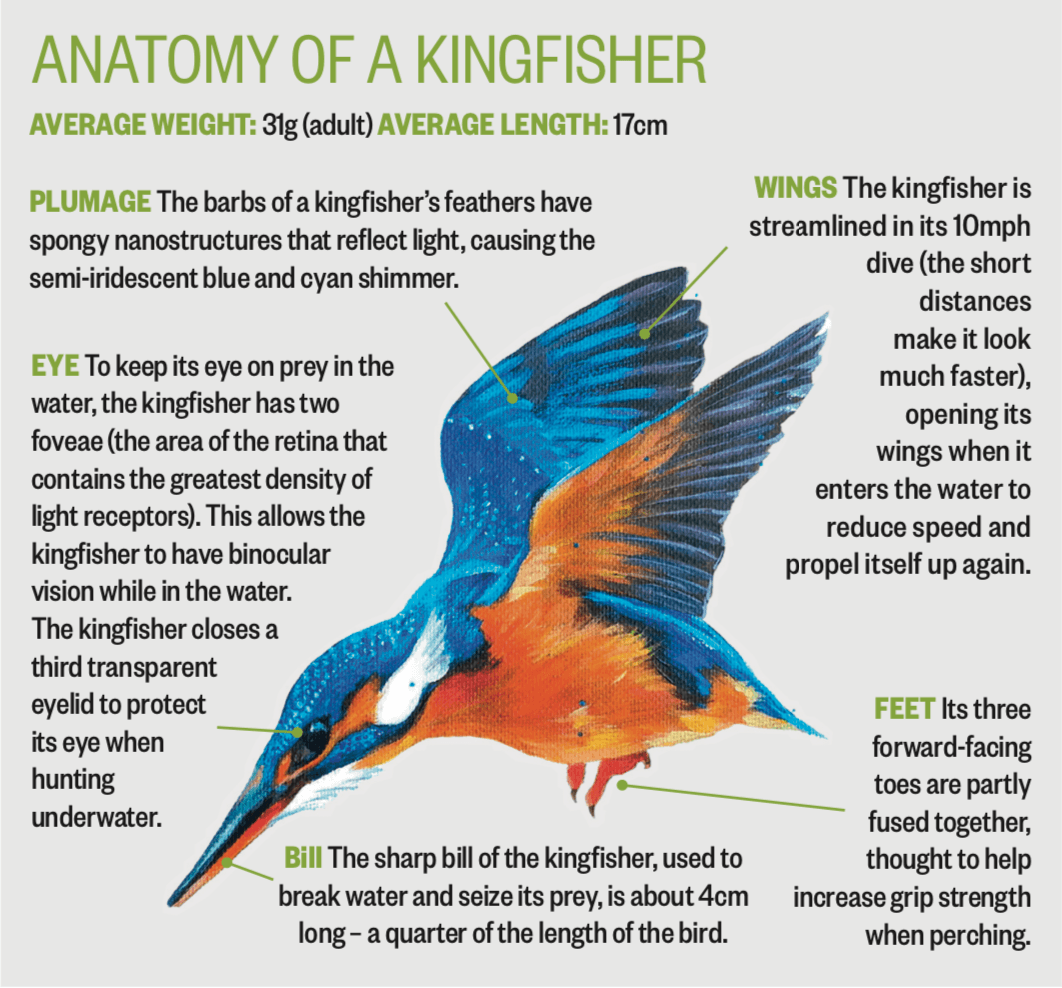 ANATOMY OF A KINGFISHER
AVERAGE WEIGHT: 31g (adult) AVERAGE LENGTH: 17cm
PLUMAGE The barbs of a kingfisher’s feathers have
spongy nanostructures that reflect light, causing the
semi-iridescent blue and cyan shimmer.
WINGS The kingfisher is
streamlined in its 10mph
dive (the short
distances
make it look
much faster),
opening its
wings when it
enters the water to
reduce speed and
propel itself up again.
EYE To keep its eye on prey in the
water, the kingfisher has two
foveae (the area of the retina that
contains the greatest density of
light receptors). This allows the
kingfisher to have binocular
vision while in the water.
The kingfisher closes a
third transparent
eyelid to protect
its eye when
hunting
underwater.
FEET Its three
forward-facing
toes are partly
fused together,
thought to help
increase grip strength
when perching.
Bill The sharp bill of the kingfisher, used to
break water and seize its prey, is about 4cm
long – a quarter of the length of the bird.